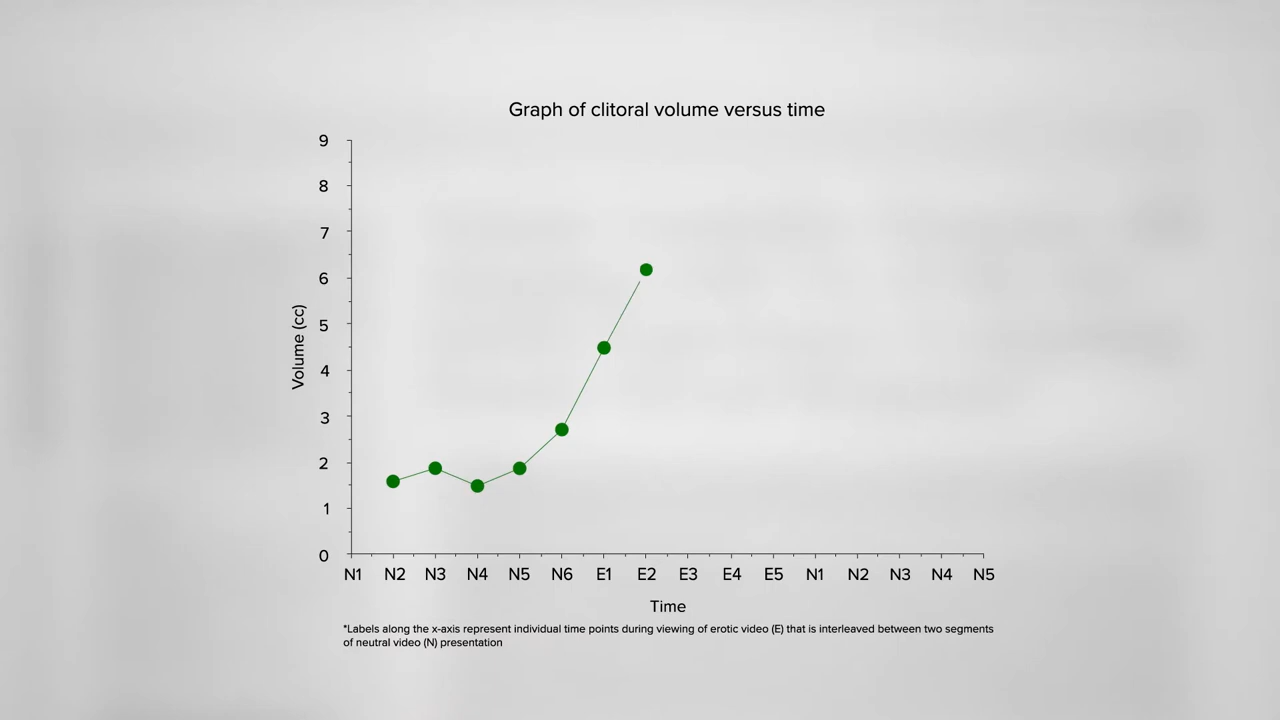 Graph of clitoral volume versus time
9
8
7
6
5
4
3
2
1
0
Volume (cc)
N1 N2 N3 N4 N5 N6 E1 E2 E3 E4 E5 N1 N2 N3 N4 N5
Time
*Labels along the x-axis represent individual time points during viewing of erotic video (E) that is interleaved between two segments
of neutral video (N) presentation